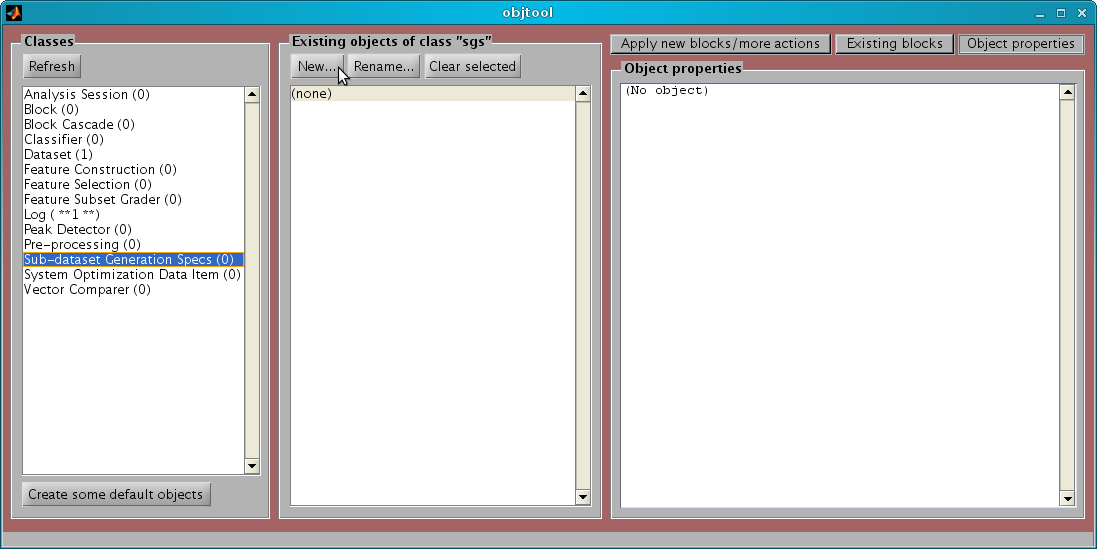 objtool
Classes
Refresh
Analysis Session (0)
Block (0)
Block Cascade (0)
Classifier (0)
Dataset (1)
Feature Construction (0)
Feature Selection (0)
Feature Subset Grader (0)
Log ( **1 **)
Peak Detector (0)
Pre-processing (0)
Sub-dataset Generation Specs (0)
System Optimization Data Item (0)
Vector Comparer (0)
Create some default objects
Existing objects of class "sgs"
New... Rename... Clear selected
(none)
Apply new blocks/more actions Existing blocks Object properties
Object properties
(No object)